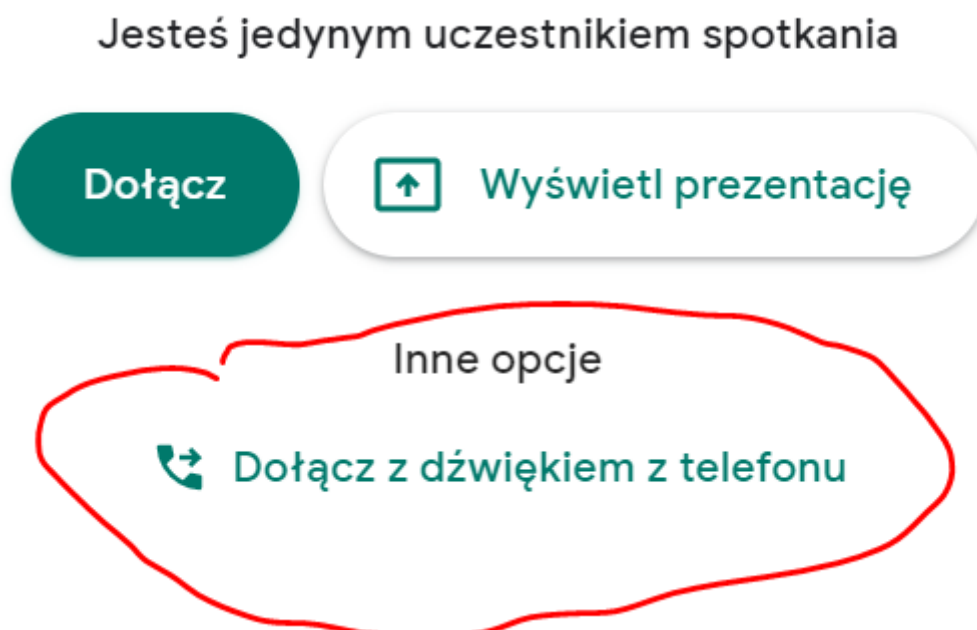 Jesteś jedynym uczestnikiem spotkania
Dołącz
Wyświetl prezentację
Inne opcje
Dołącz z dźwiękiem z telefonu